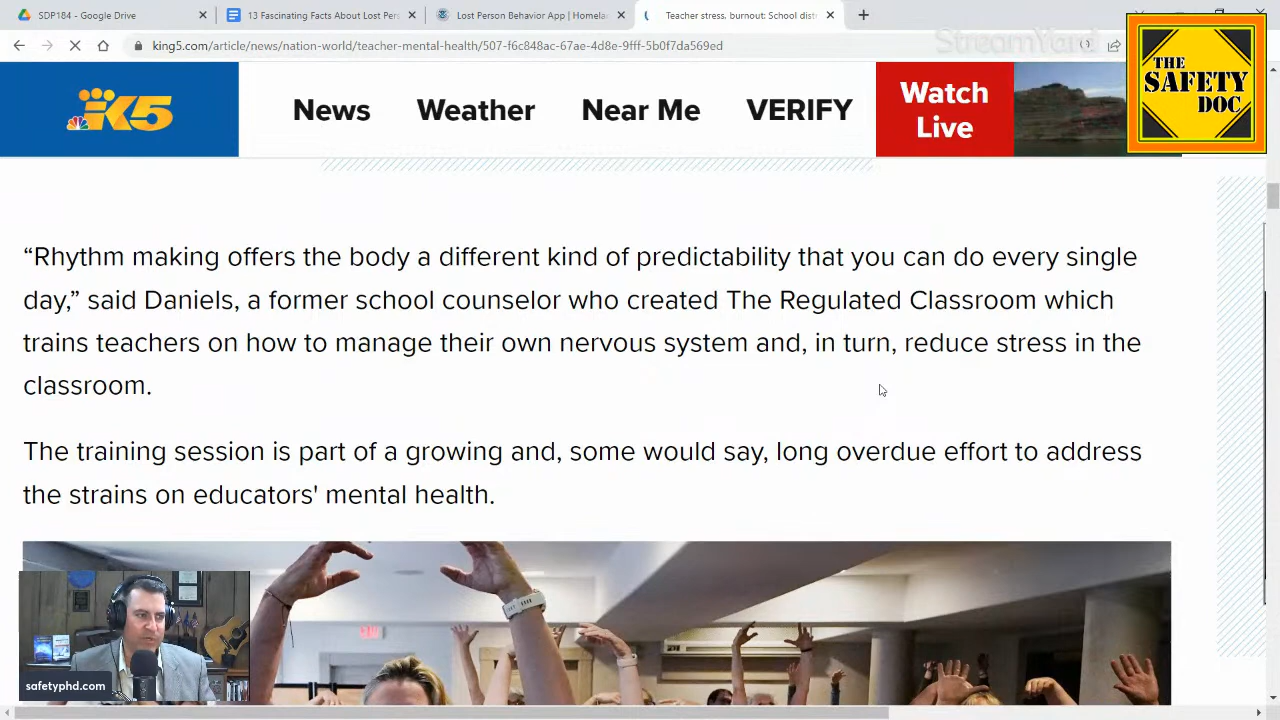 SDP184 - Google Drive
13 Fascinating Facts About Lost Pe
Lost Person Behavior App | Homela
Teacher stress, burnout: School dist
king5.com/article/news/nation-world/teacher-mental-health/507-f6c848ac-67ae-4d8e-9fff-5b0f7da569ed
StreamYard
THE
SAFETY
DOC
K5
News
Weather
Near Me
VERIFY
Watch
Live
“Rhythm making offers the body a different kind of predictability that you can do every single
day,” said Daniels, a former school counselor who created The Regulated Classroom which
trains teachers on how to manage their own nervous system and, in turn, reduce stress in the
classroom.
The training session is part of a growing and, some would say, long overdue effort to address
the strains on educators' mental health.
safetyphd.com